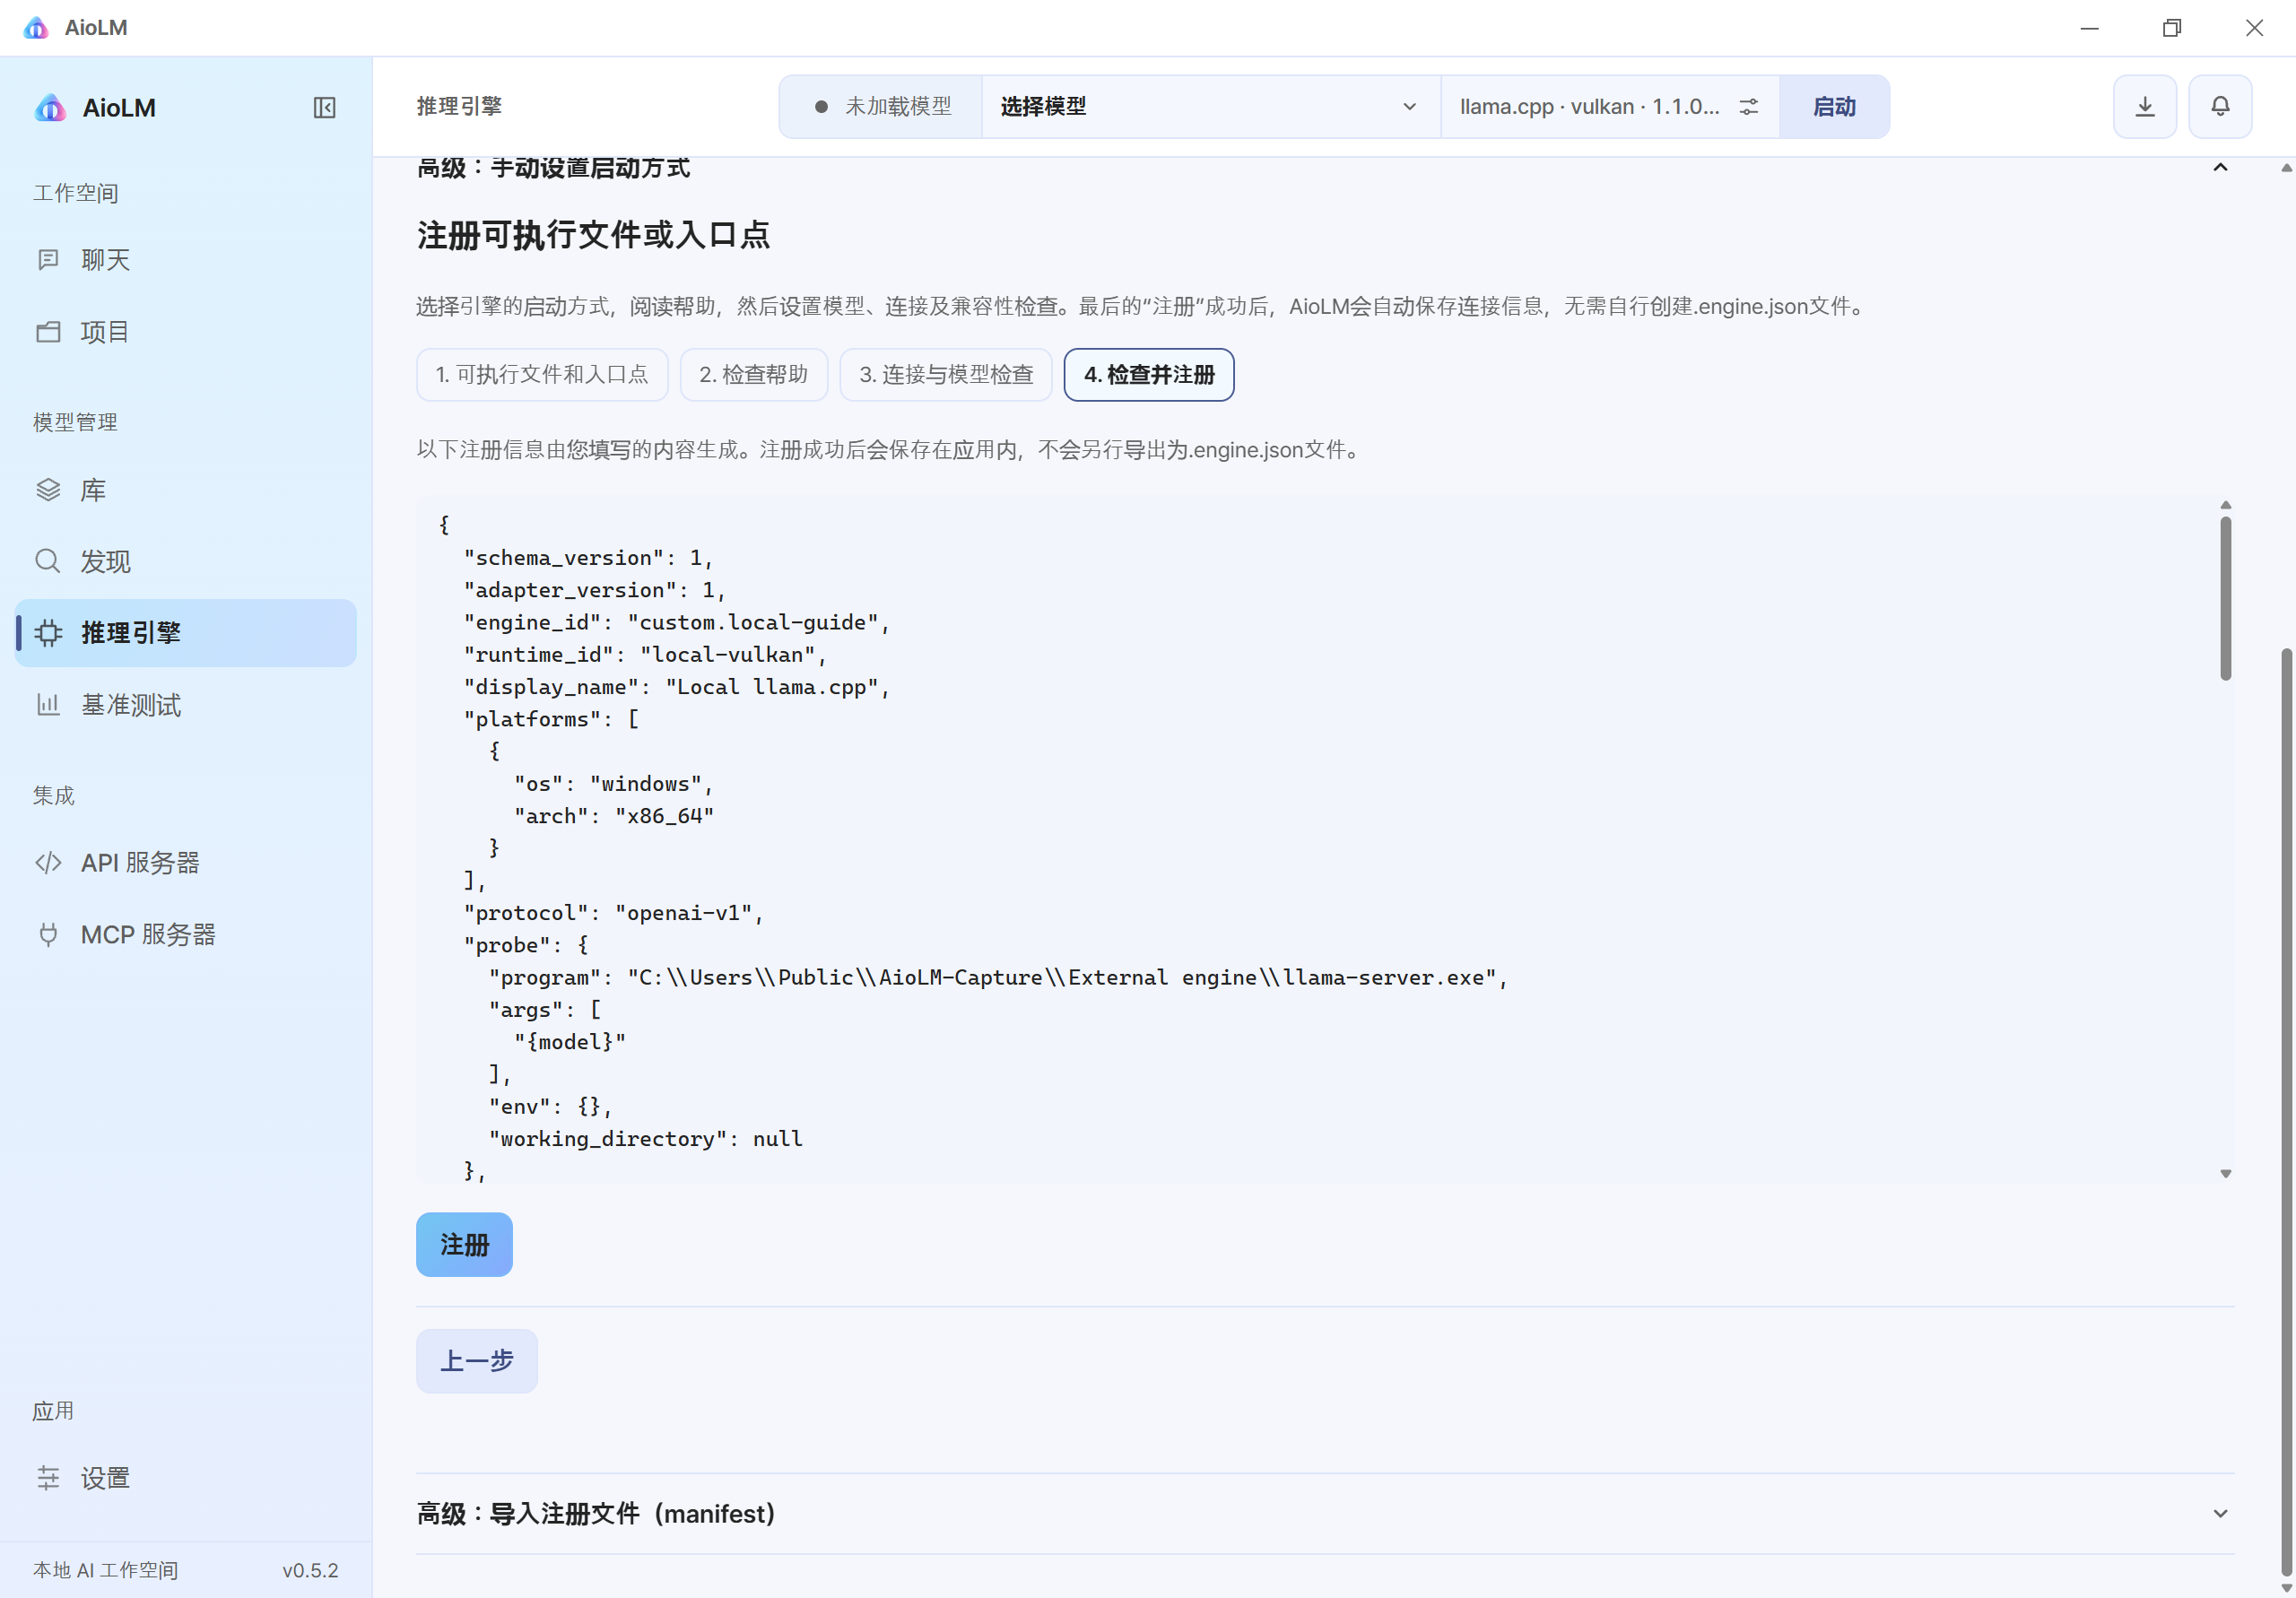 AioLM
AioLM
工作空间
聊天
项目
模型管理
库
发现
推理引擎
基准测试
集成
API 服务器
MCP 服务器
应用
设置
本地 AI 工作空间
v0.5.2
推理引擎
未加载模型
选择模型
llama.cpp · vulkan · 1.1.0...
启动
高级：手动设置启动方式
注册可执行文件或入口点
选择引擎的启动方式，阅读帮助，然后设置模型、连接及兼容性检查。最后的“注册”成功后，AioLM会自动保存连接信息，无需自行创建.engine.json文件。
1. 可执行文件和入口点
2. 检查帮助
3. 连接与模型检查
4. 检查并注册
以下注册信息由您填写的内容生成。注册成功后会保存在应用内，不会另行导出为.engine.json文件。
{
"schema_version": 1,
"adapter_version": 1,
"engine_id": "custom.local-guide",
"runtime_id": "local-vulkan",
"display_name": "Local llama.cpp",
"platforms": [
{
"os": "windows",
"arch": "x86_64"
}
],
"protocol": "openai-v1",
"probe": {
"program": "C:\\Users\\Public\\AioLM-Capture\\External engine\\llama-server.exe",
"args": [
"{model}"
],
"env": {},
"working_directory": null
},
注册
上一步
高级：导入注册文件（manifest）